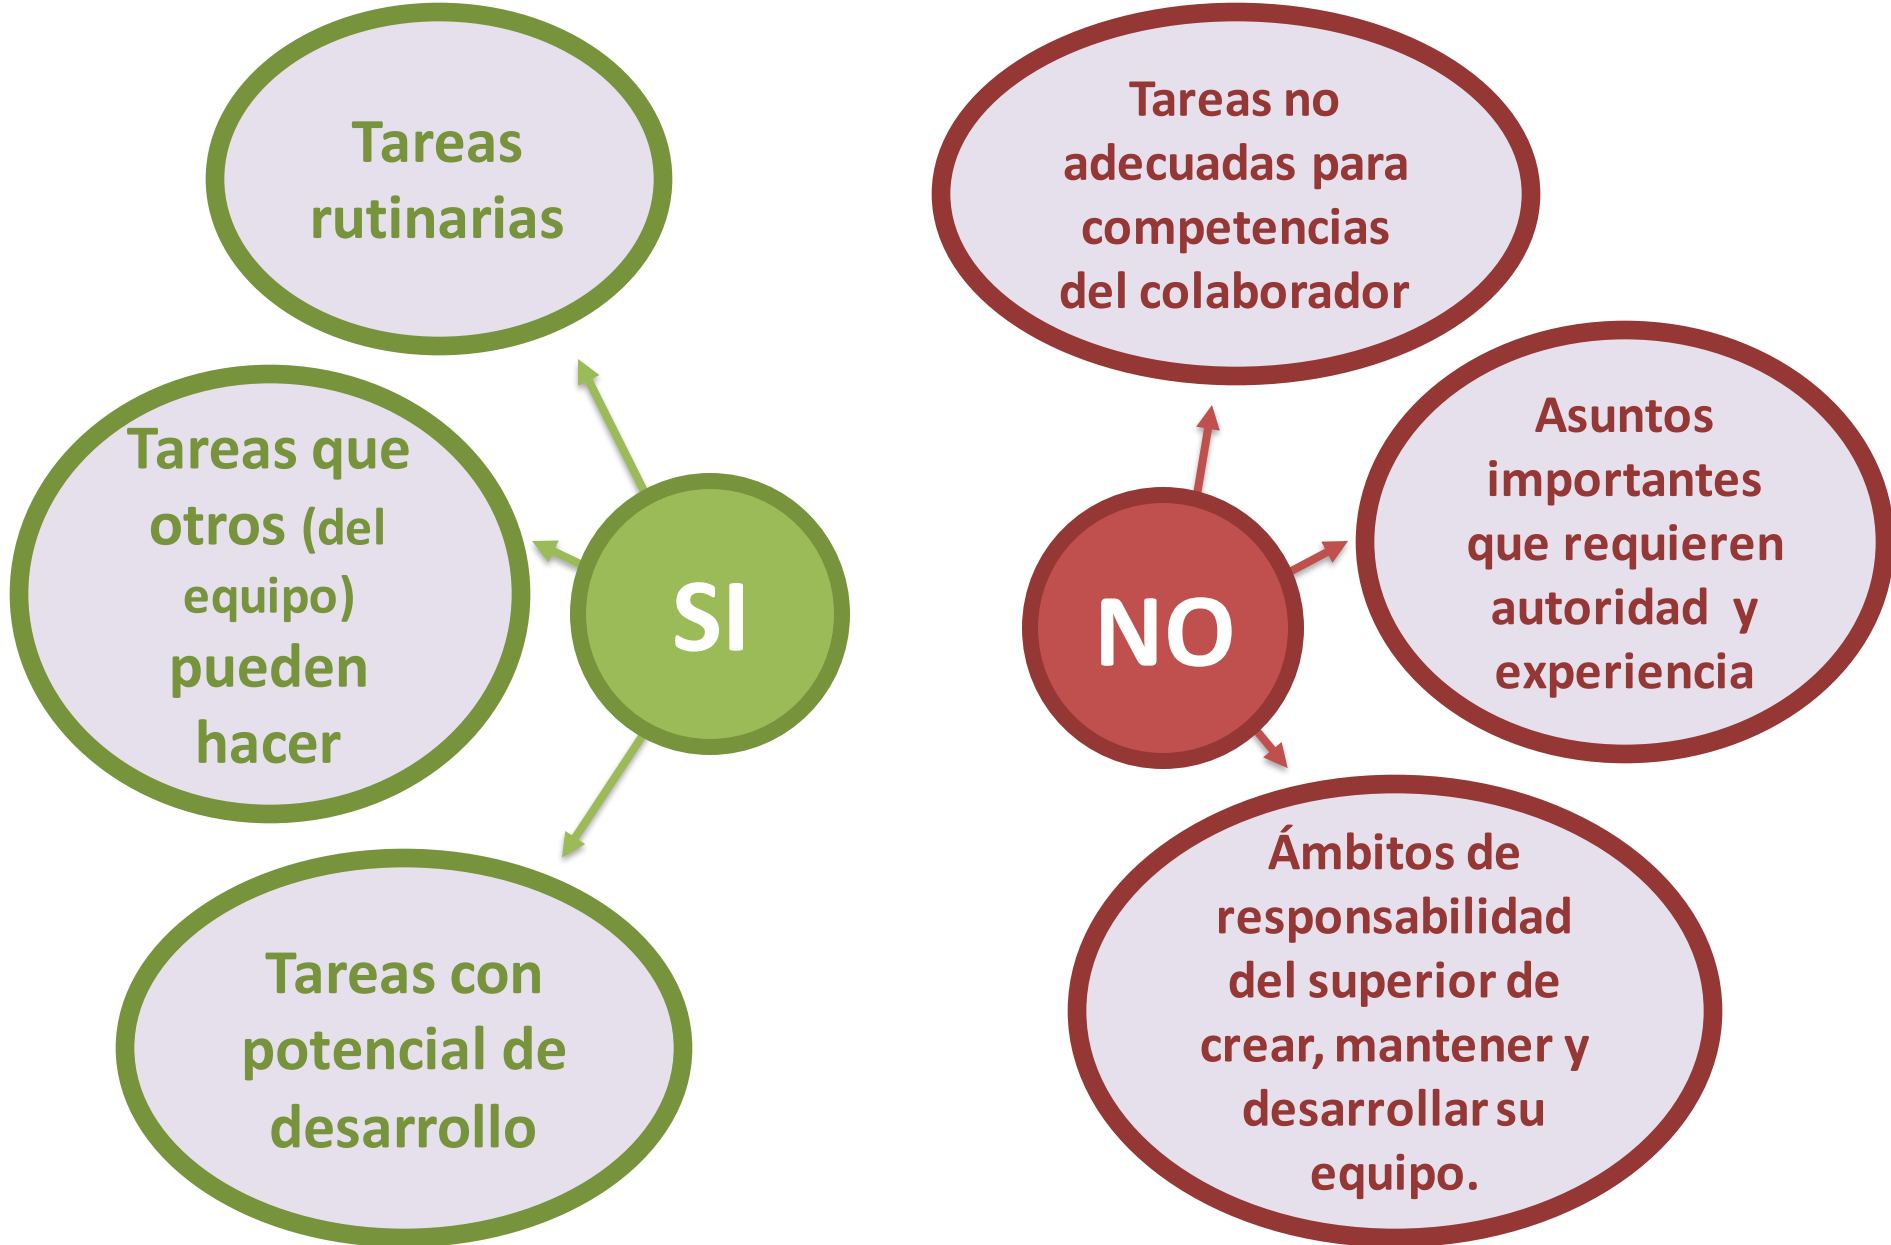 Tareas
rutinarias
Tareas que
otros (del
equipo)
pueden
hacer
Tareas con
potencial de
desarrollo
SI
NO
Tareas no
adecuadas para
competencias
del colaborador
Asuntos
importantes
que requieren
autoridad y
experiencia
Ámbitos de
responsabilidad
del superior de
crear, mantener y
desarrollar su
equipo.